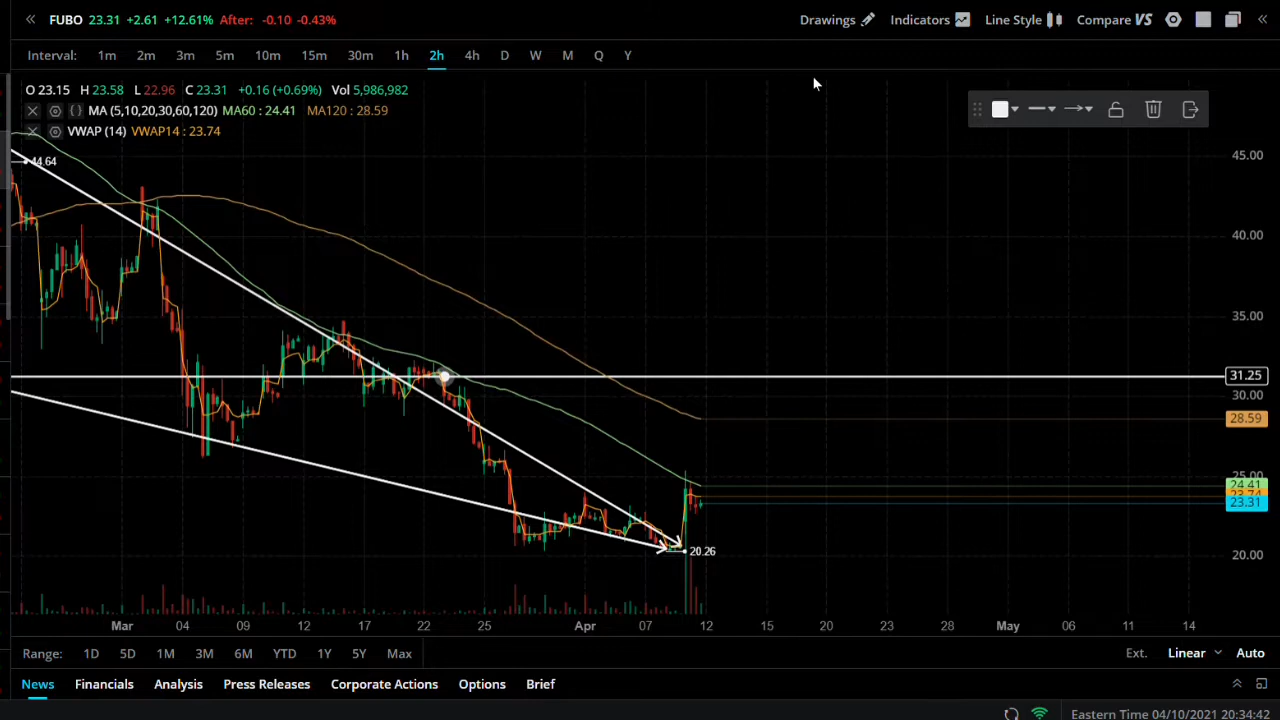 FUBO 23.31 +2.61 +12.61% After: -0.10 -0.43% Drawings Indicators Line Style Compare VS
Interval: 1m 2m 3m 5m 10m 15m 30m 1h 2h 4h D W M Q Y
O 23.15 H 23.58 L 22.96 C 23.31 +0.16 (+0.69%) Vol 5,986,982
MA (5,10,20,30,60,120) MA60 : 24.41 MA120 : 28.59
VWAP (14) VWAP14 : 23.74
44.64
45.00
40.00
35.00
31.25
30.00
28.59
25.00
24.41
23.74
23.31
20.00
20.26
Mar 04 09 12 17 22 25 Apr 07 12 15 20 23 28 May 06 11 14
Range: 1D 5D 1M 3M 6M YTD 1Y 5Y Max Ext. Linear Auto
News Financials Analysis Press Releases Corporate Actions Options Brief
Eastern Time 04/10/2021 20:34:42